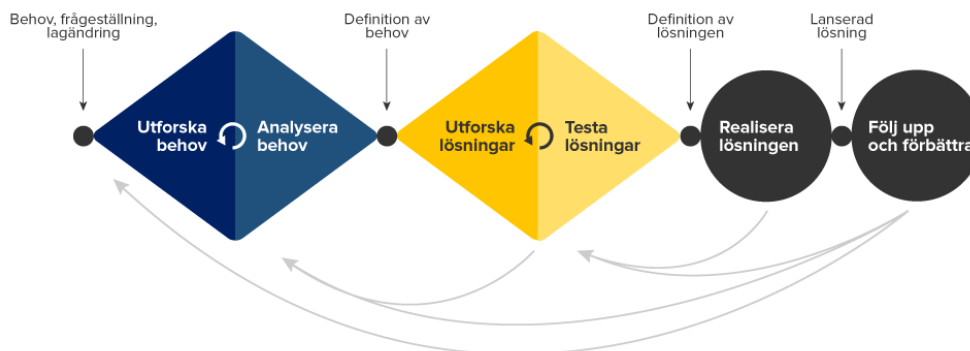 Behov, frågeställning,
lagändring
Definition av
behov
Definition av
lösningen
Lanserad
lösning
Utforska
behov
Analysera
behov
Utforska
lösningar
Testa
lösningar
Realisera
lösningen
Följ upp
och förbättra